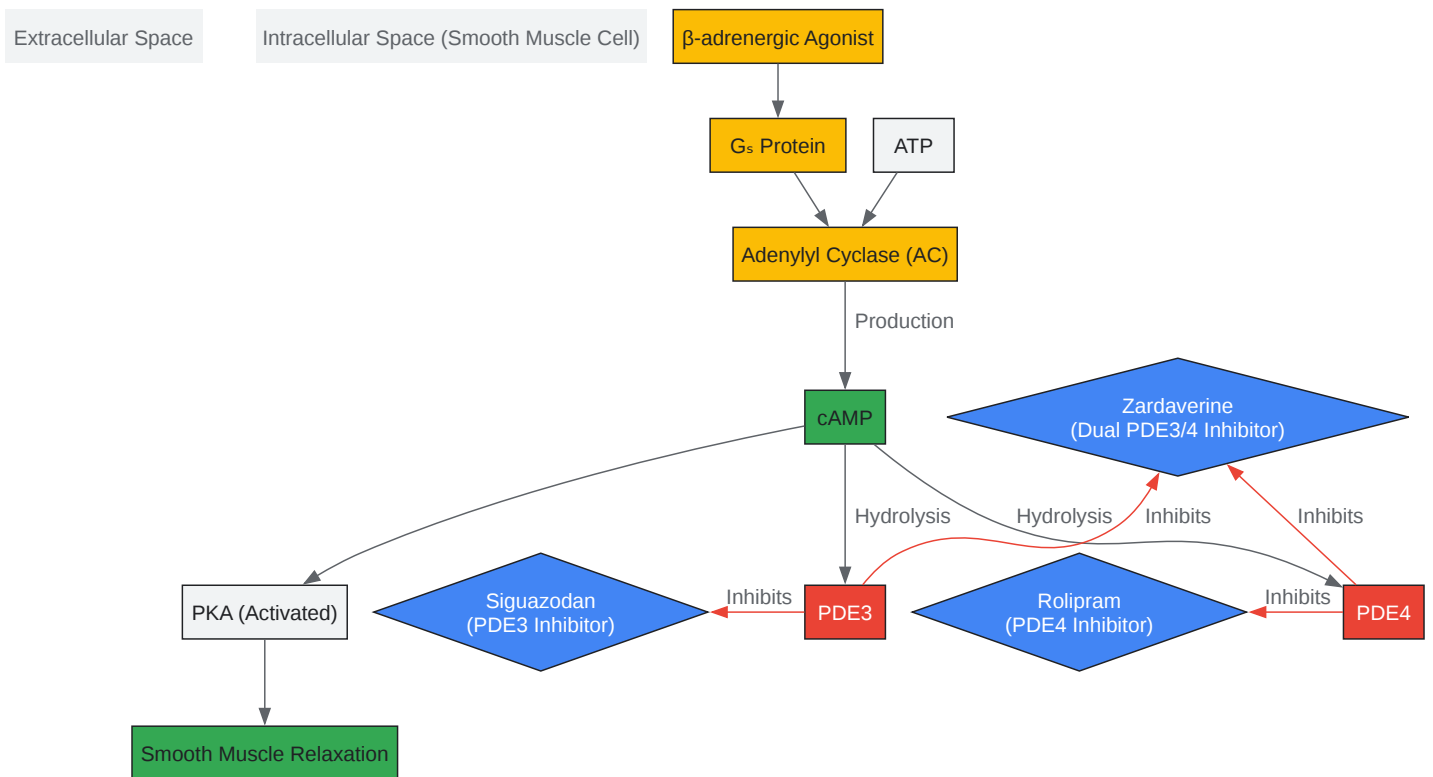 Extracellular Space
Intracellular Space (Smooth Muscle Cell)
β-adrenergic Agonist
Gₛ Protein
ATP
Adenylyl Cyclase (AC)
Production
cAMP
Zardaverine
(Dual PDE3/4 Inhibitor)
Hydrolysis
Hydrolysis
Inhibits
Inhibits
PKA (Activated)
Siguazodan
(PDE3 Inhibitor)
Inhibits
PDE3
Rolipram
(PDE4 Inhibitor)
Inhibits
PDE4
Smooth Muscle Relaxation